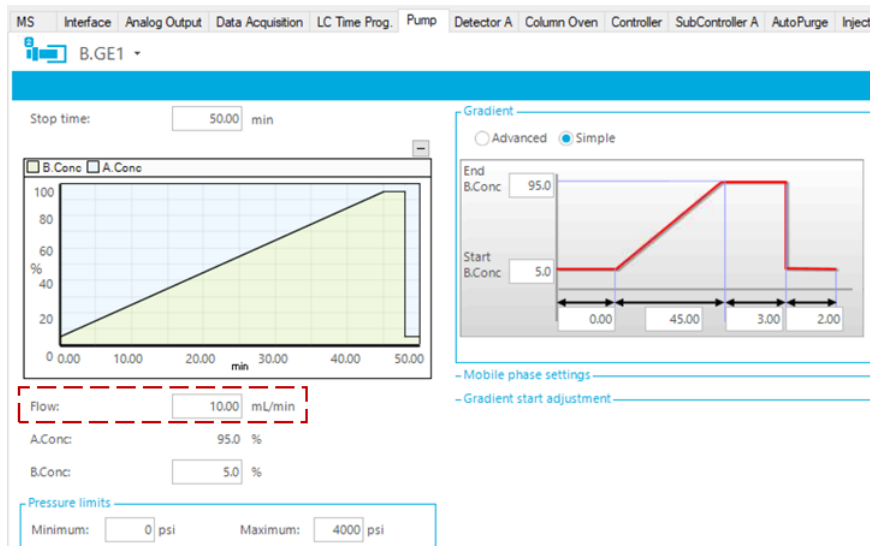 MS Interface Analog Output Data Acquisition LC Time Prog. Pump Detector A Column Oven Controller SubController A AutoPurge Inject
2 B.GE1
Stop time: 50.00 min
B.Conc A.Conc
100
80
60
%
40
20
0 0.00 10.00 20.00 30.00 40.00 50.00
min
Flow: 10.00 mL/min
A.Conc: 95.0 %
B.Conc: 5.0 %
Pressure limits
Minimum: 0 psi Maximum: 4000 psi
Gradient
Advanced Simple
End
B.Conc 95.0
Start
B.Conc 5.0
0.00 45.00 3.00 2.00
Mobile phase settings
Gradient start adjustment